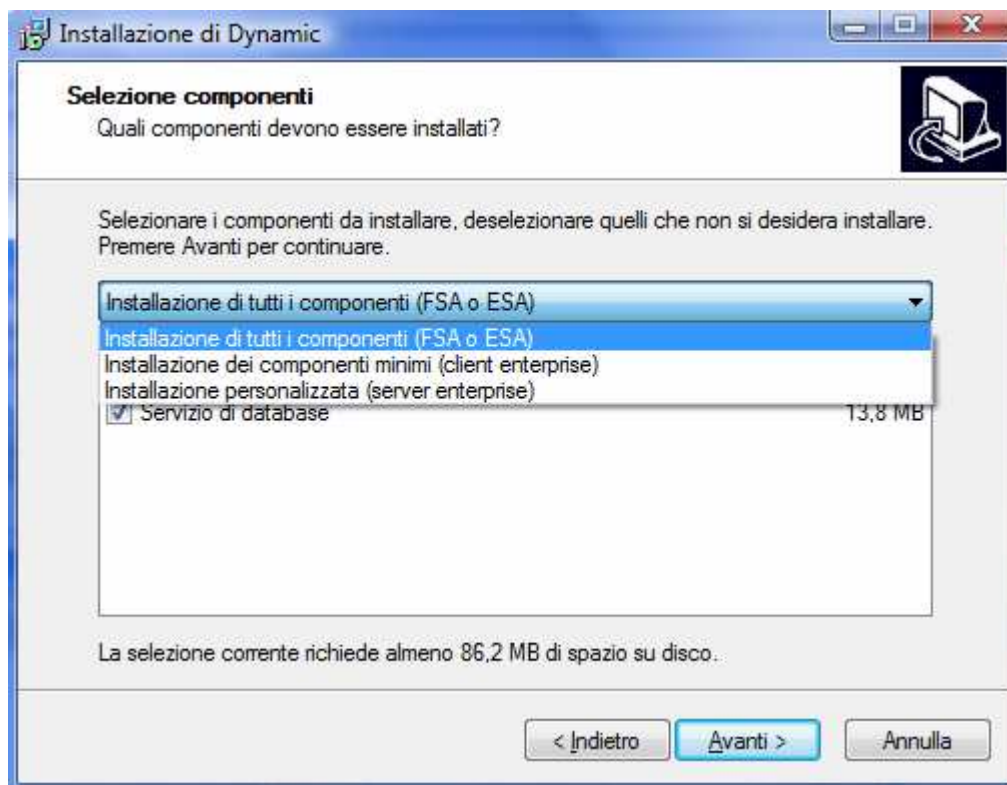 Installazione di Dynamic
Selezione componenti
Quali componenti devono essere installati?
Selezionare i componenti da installare, deselezionare quelli che non si desidera installare.
Premere Avanti per continuare.
Installazione di tutti i componenti (FSA o ESA)
Installazione di tutti i componenti (FSA o ESA)
Installazione dei componenti minimi (client enterprise)
Installazione personalizzata (server enterprise)
Servizio di database 13,8 MB
La selezione corrente richiede almeno 86,2 MB di spazio su disco.
< Indietro Avanti > Annulla